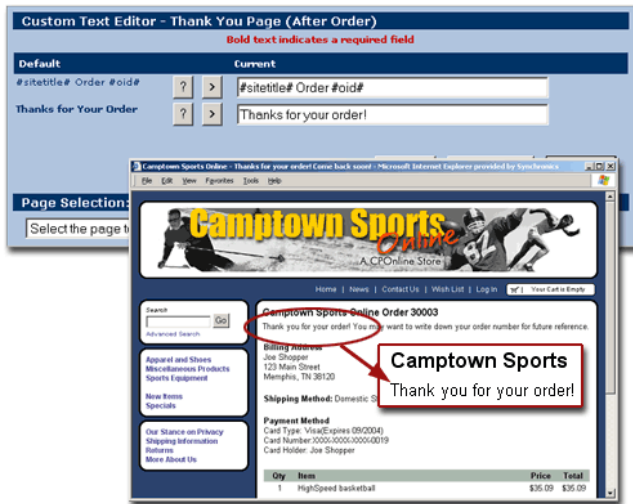 Custom Text Editor - Thank You Page (After Order)
Bold text indicates a required field
Default Current
#sitetitle# Order #oid# ? > #sitetitle# Order #oid#
Thanks for Your Order ? > Thanks for your order!
Page Selection:
Select the page t
Camptown Sports Online - Thanks for your order! Come back soon! - Microsoft Internet Explorer provided by Synchronics
File Edit View Favorites Tools Help
Camptown Sports
Online
A CPOnline Store
Home | News | Contact Us | Wish List | Log In Your Cart is Empty
Search
Go
Advanced Search
Apparel and Shoes
Miscellaneous Products
Sports Equipment
New Items
Specials
Our Stance on Privacy
Shipping Information
Returns
More About Us
Camptown Sports Online Order 30003
Thank you for your order! You may want to write down your order number for future reference.
Billing Address
Joe Shopper
123 Main Street
Memphis, TN 38120
Shipping Method: Domestic S
Payment Method
Card Type: Visa(Expires 09/2004)
Card Number:XXXX-XXXX-XXXX-0019
Card Holder: Joe Shopper
Qty Item Price Total
1 HighSpeed basketball $35.09 $35.09
Camptown Sports
Thank you for your order!